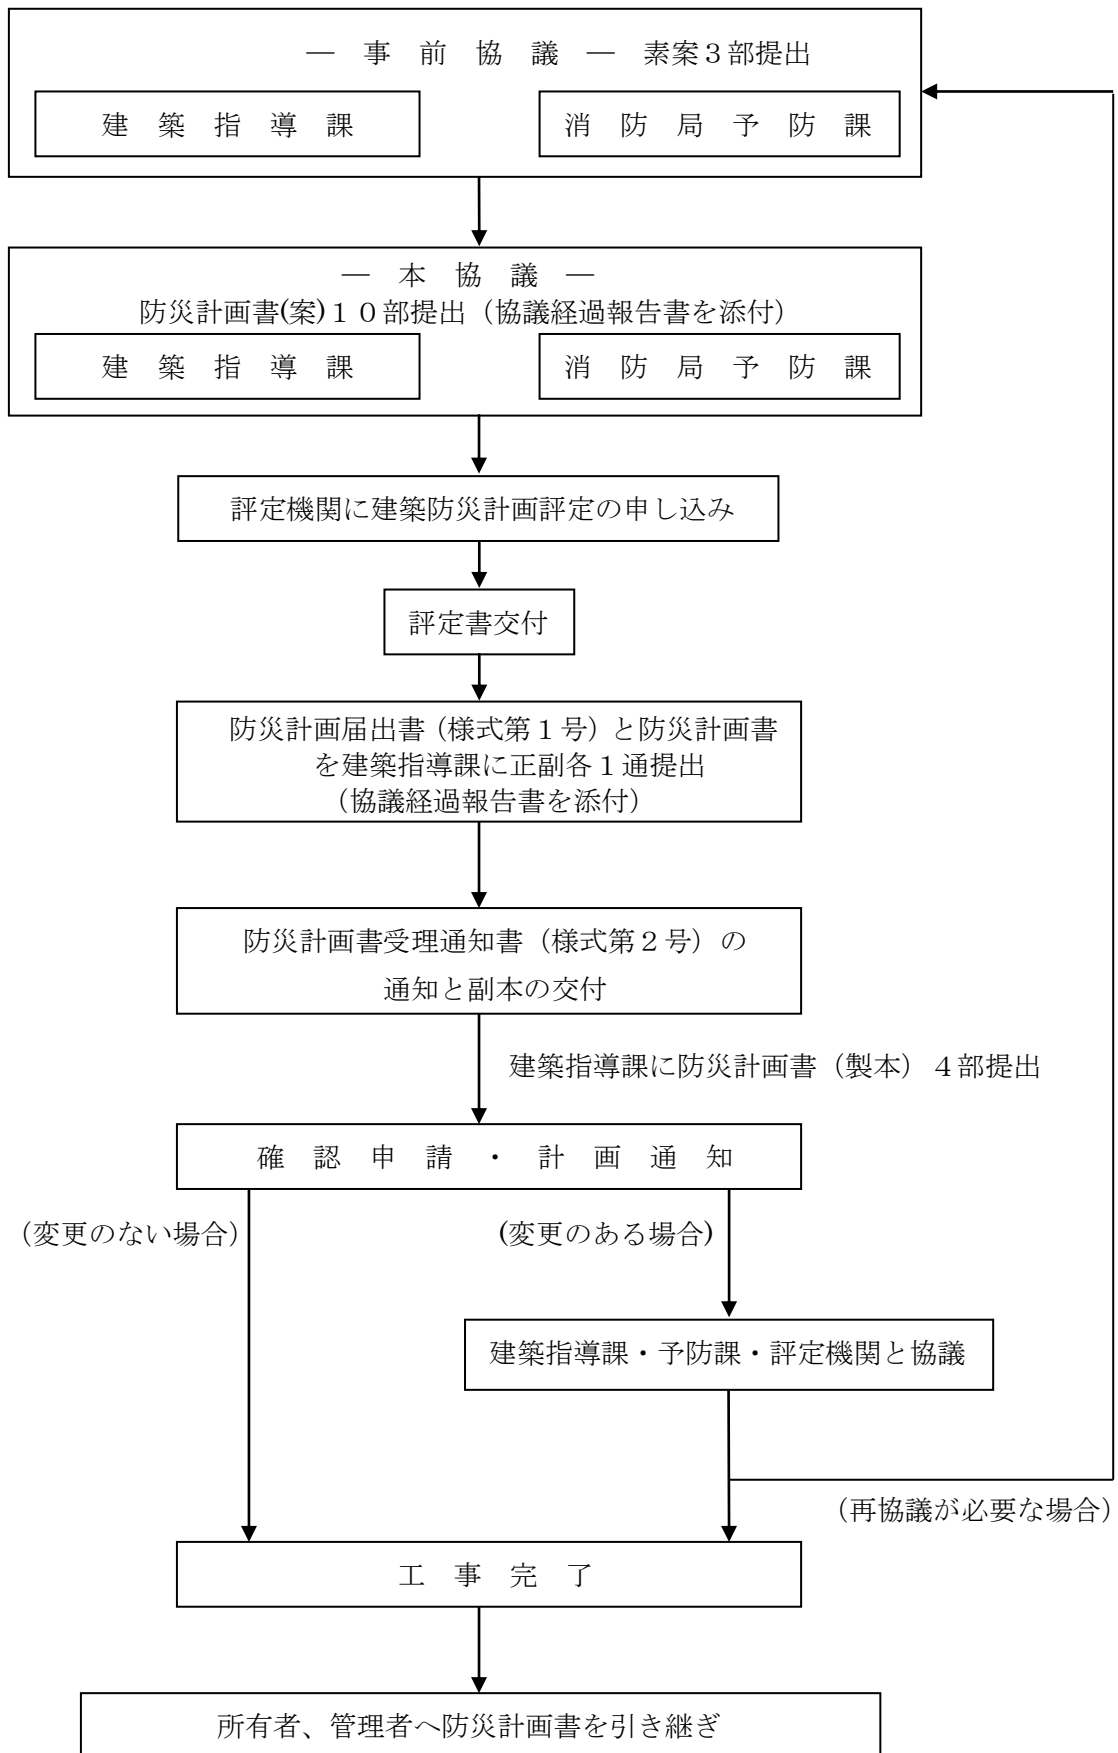 ― 事 前 協 議 ― 素案３部提出
建 築 指 導 課
消 防 局 予 防 課
― 本 協 議 ―
防災計画書(案)１０部提出（協議経過報告書を添付）
建 築 指 導 課
消 防 局 予 防 課
評定機関に建築防災計画評定の申し込み
評定書交付
防災計画届出書（様式第１号）と防災計画書
を建築指導課に正副各１通提出
（協議経過報告書を添付）
防災計画書受理通知書（様式第２号）の
通知と副本の交付
建築指導課に防災計画書（製本）４部提出
確 認 申 請 ・ 計 画 通 知
（変更のない場合）
(変更のある場合)
建築指導課・予防課・評定機関と協議
（再協議が必要な場合）
工 事 完 了
所有者、管理者へ防災計画書を引き継ぎ